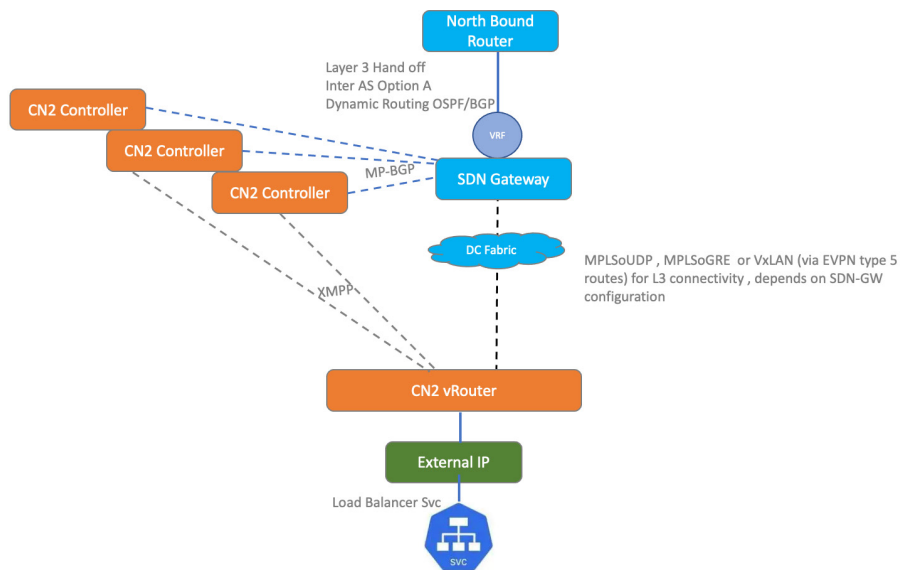 North Bound
Router
Layer 3 Hand off
Inter AS Option A
Dynamic Routing OSPF/BGP
VRF
CN2 Controller
CN2 Controller
CN2 Controller
MP-BGP
SDN Gateway
DC Fabric
MPLSoUDP , MPLSoGRE or VxLAN (via EVPN type 5
routes) for L3 connectivity , depends on SDN-GW
configuration
XMPP
CN2 vRouter
External IP
Load Balancer Svc
svc